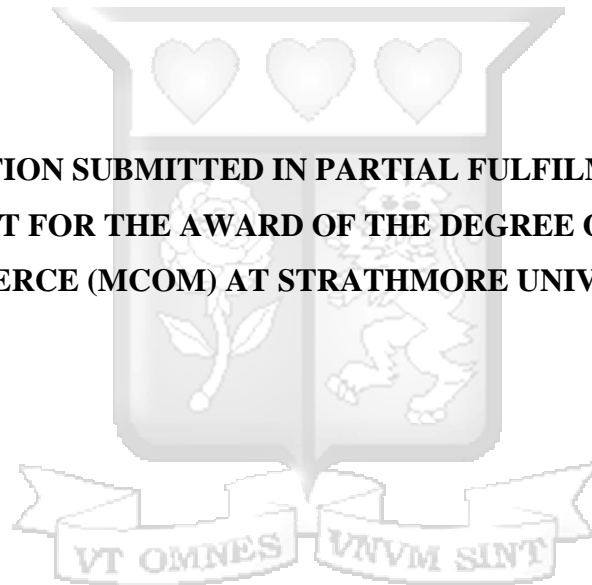 TION SUBMITTED IN PARTIAL FULFILM
T FOR THE AWARD OF THE DEGREE O
ERCE (MCOM) AT STRATHMORE UNIV
VT OMNES VNVM SINT